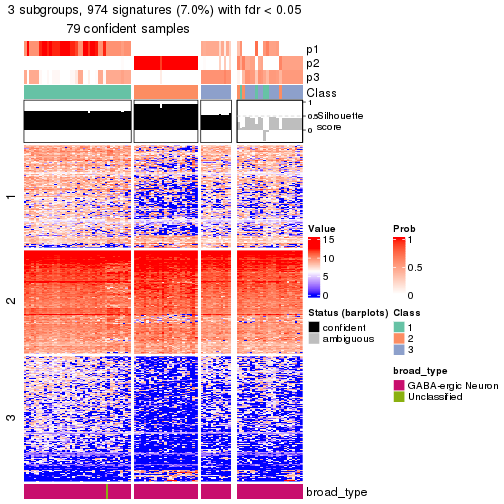 3 subgroups, 974 signatures (7.0%) with fdr < 0.05
79 confident samples
p1
p2
p3
Class
1
0.5
0
Silhouette
score
1
2
3
broad_type
Value
15
10
5
0
Prob
1
0.5
0
Status (barplots)
confident
ambiguous
Class
1
2
3
broad_type
GABA-ergic Neuron
Unclassified